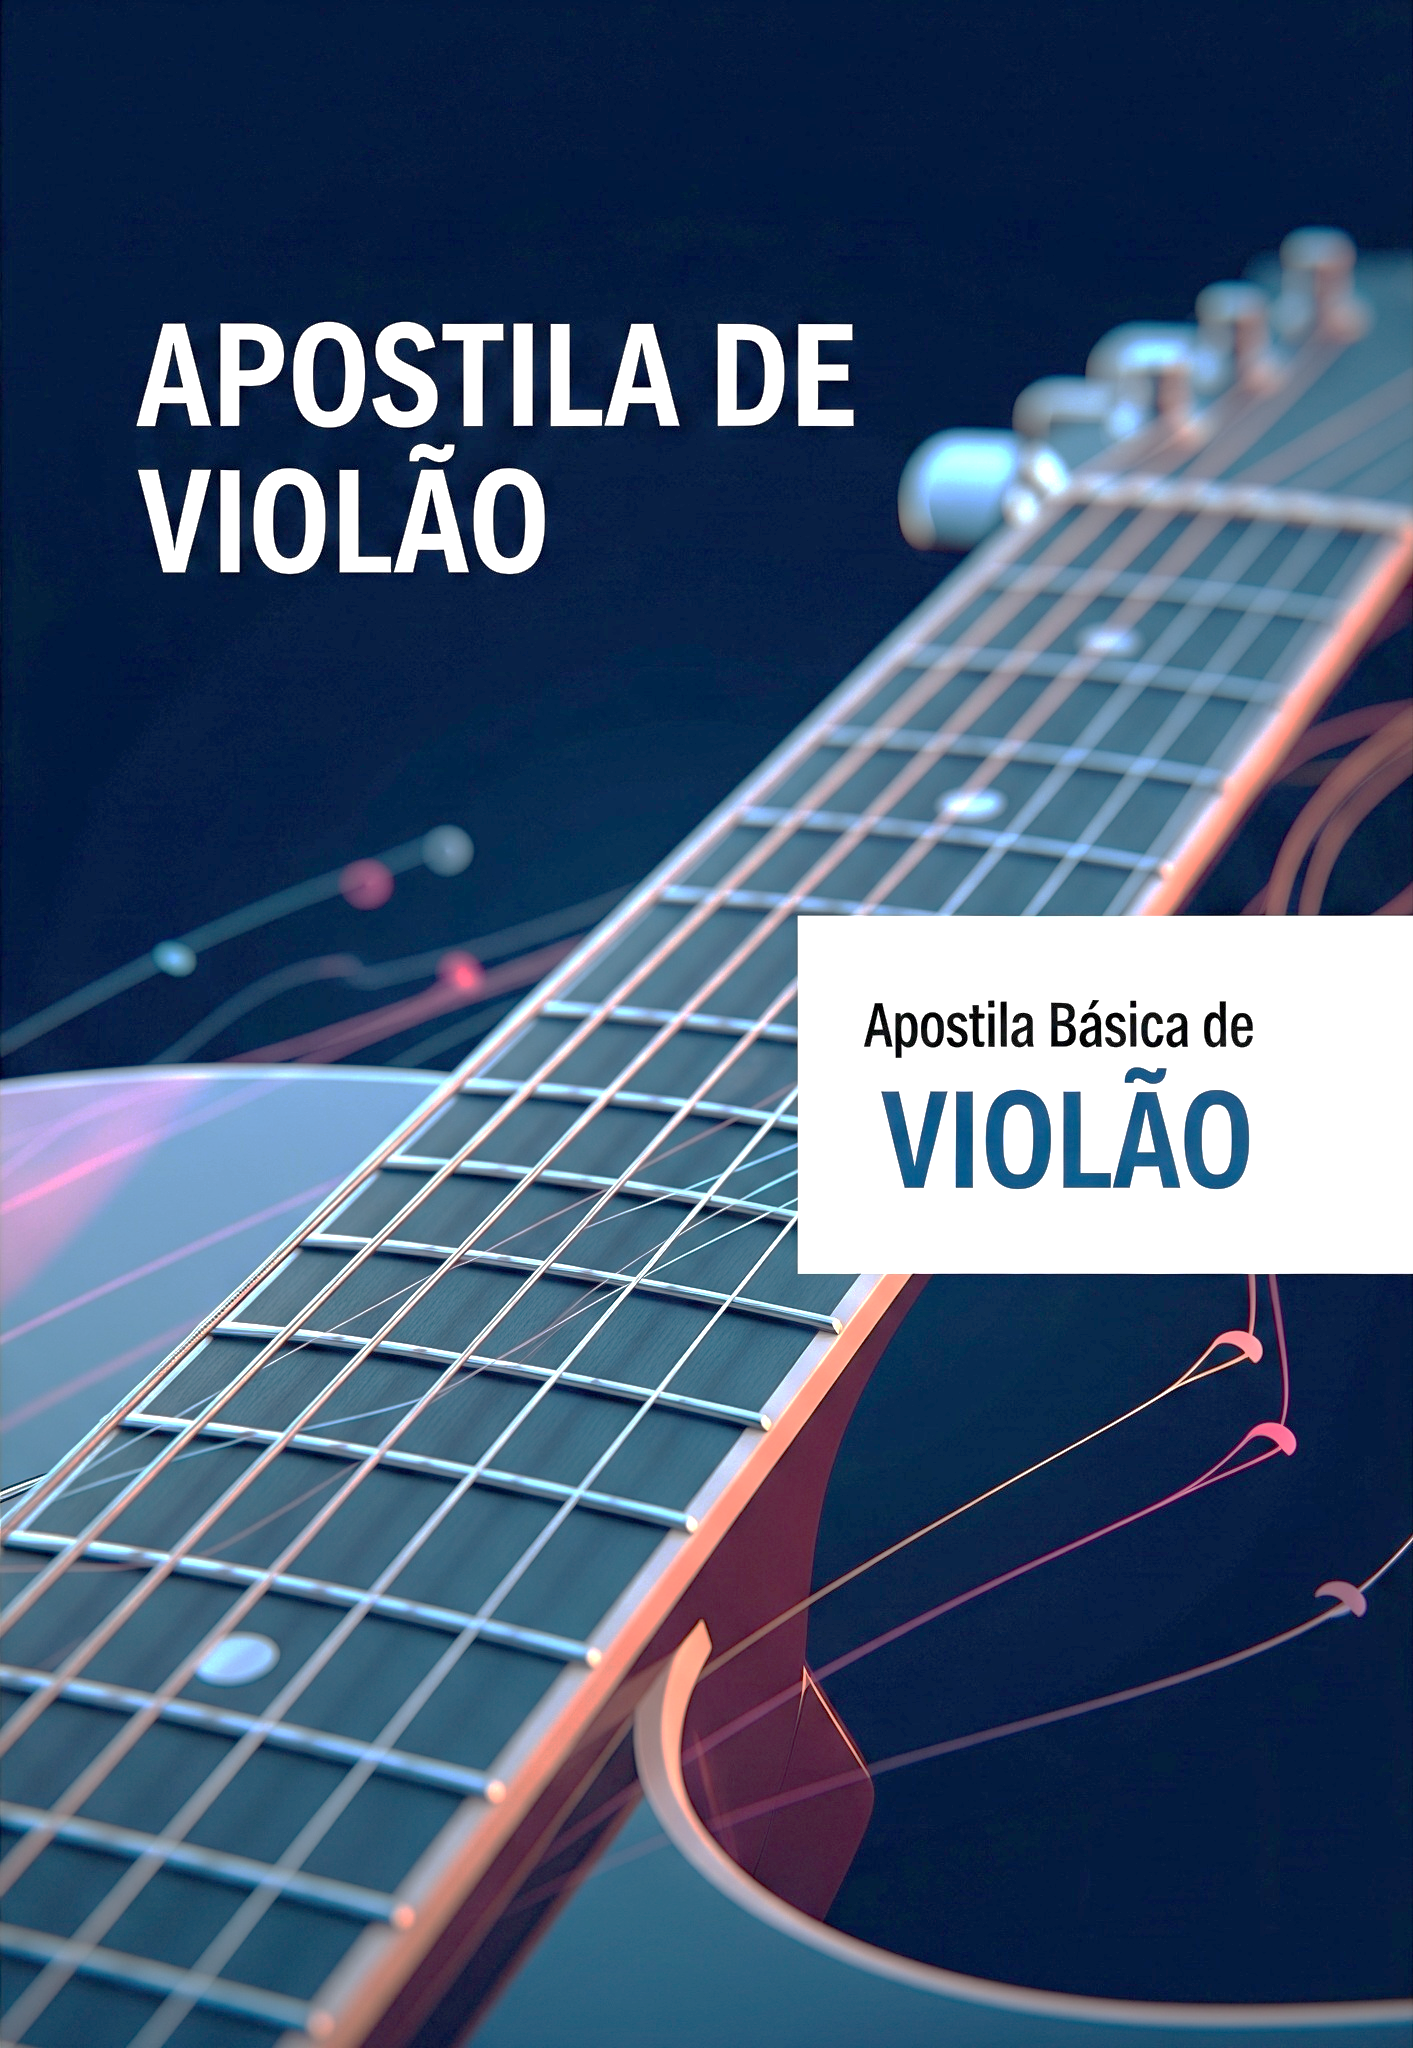 APOSTILA DE
VIOLÃO
Apostila Básica de
VIOLÃO